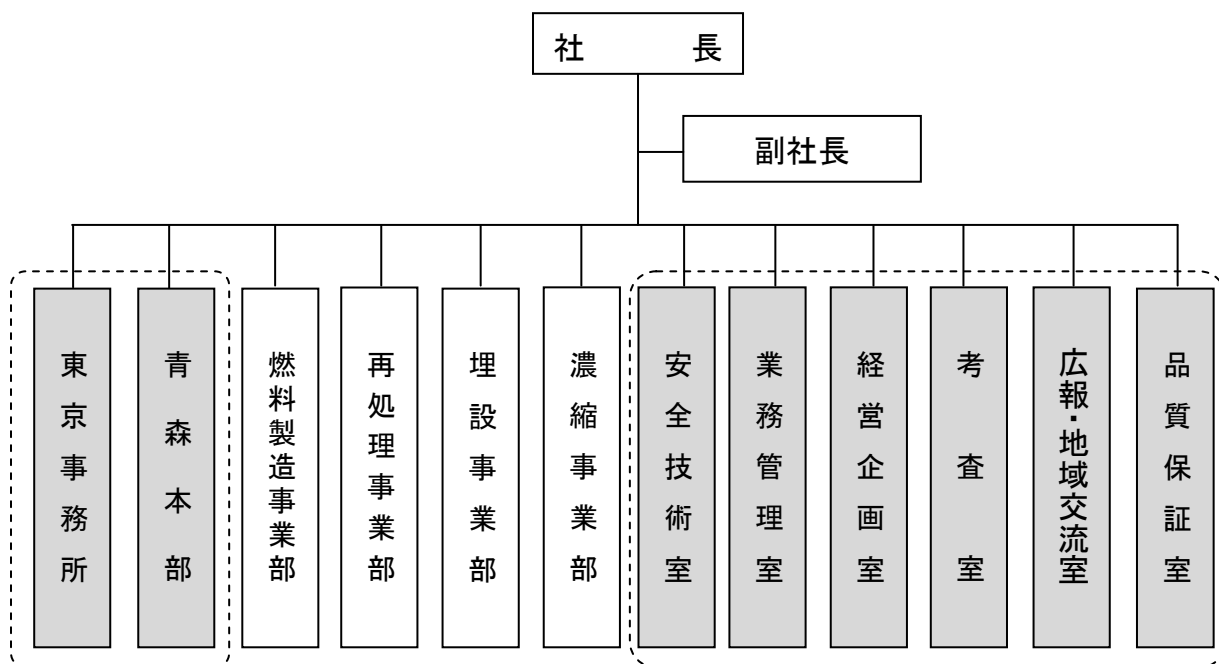 社長
副社長
東京事務所
青森本部
燃料製造事業部
再処理事業部
埋設事業部
濃縮事業部
安全技術室
業務管理室
経営企画室
考査室
広報・地域交流室
品質保証室